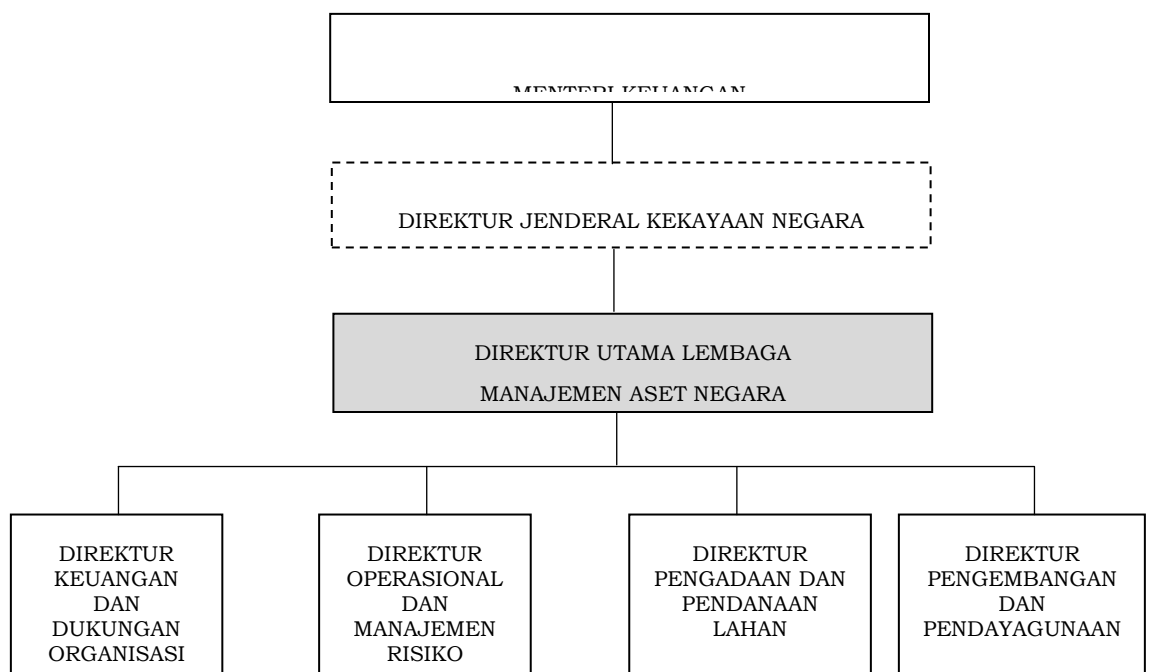 MENTERI KEUANGAN
DIREKTUR JENDERAL KEKAYAAN NEGARA
DIREKTUR UTAMA LEMBAGA
MANAJEMEN ASET NEGARA
DIREKTUR
KEUANGAN
DAN
DUKUNGAN
ORGANISASI
DIREKTUR
OPERASIONAL
DAN
MANAJEMEN
RISIKO
DIREKTUR
PENGADAAN DAN
PENDANAAN
LAHAN
DIREKTUR
PENGEMBANGAN
DAN
PENDAYAGUNAAN